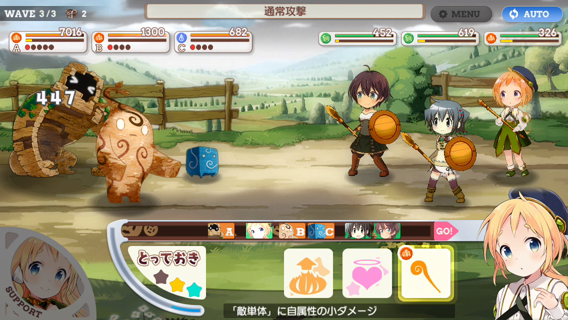 WAVE 3/3 2
通常攻撃
MENU
AUTO
A 7016
B 1300
C 682
452
619
326
447
A B C GO!
とっておき
SUPPORT
「敵単体」に自属性の小ダメージ